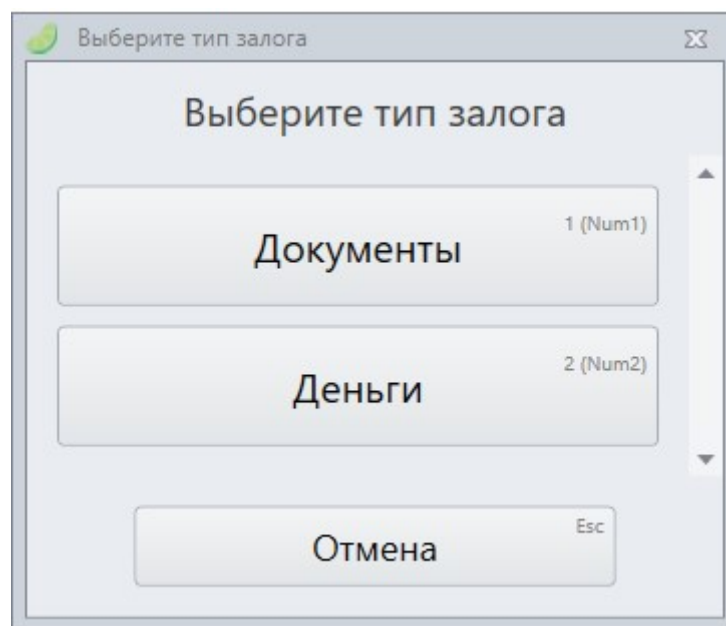 Выберите тип залога
Выберите тип залога
1 (Num1)
Документы
2 (Num2)
Деньги
Esc
Отмена